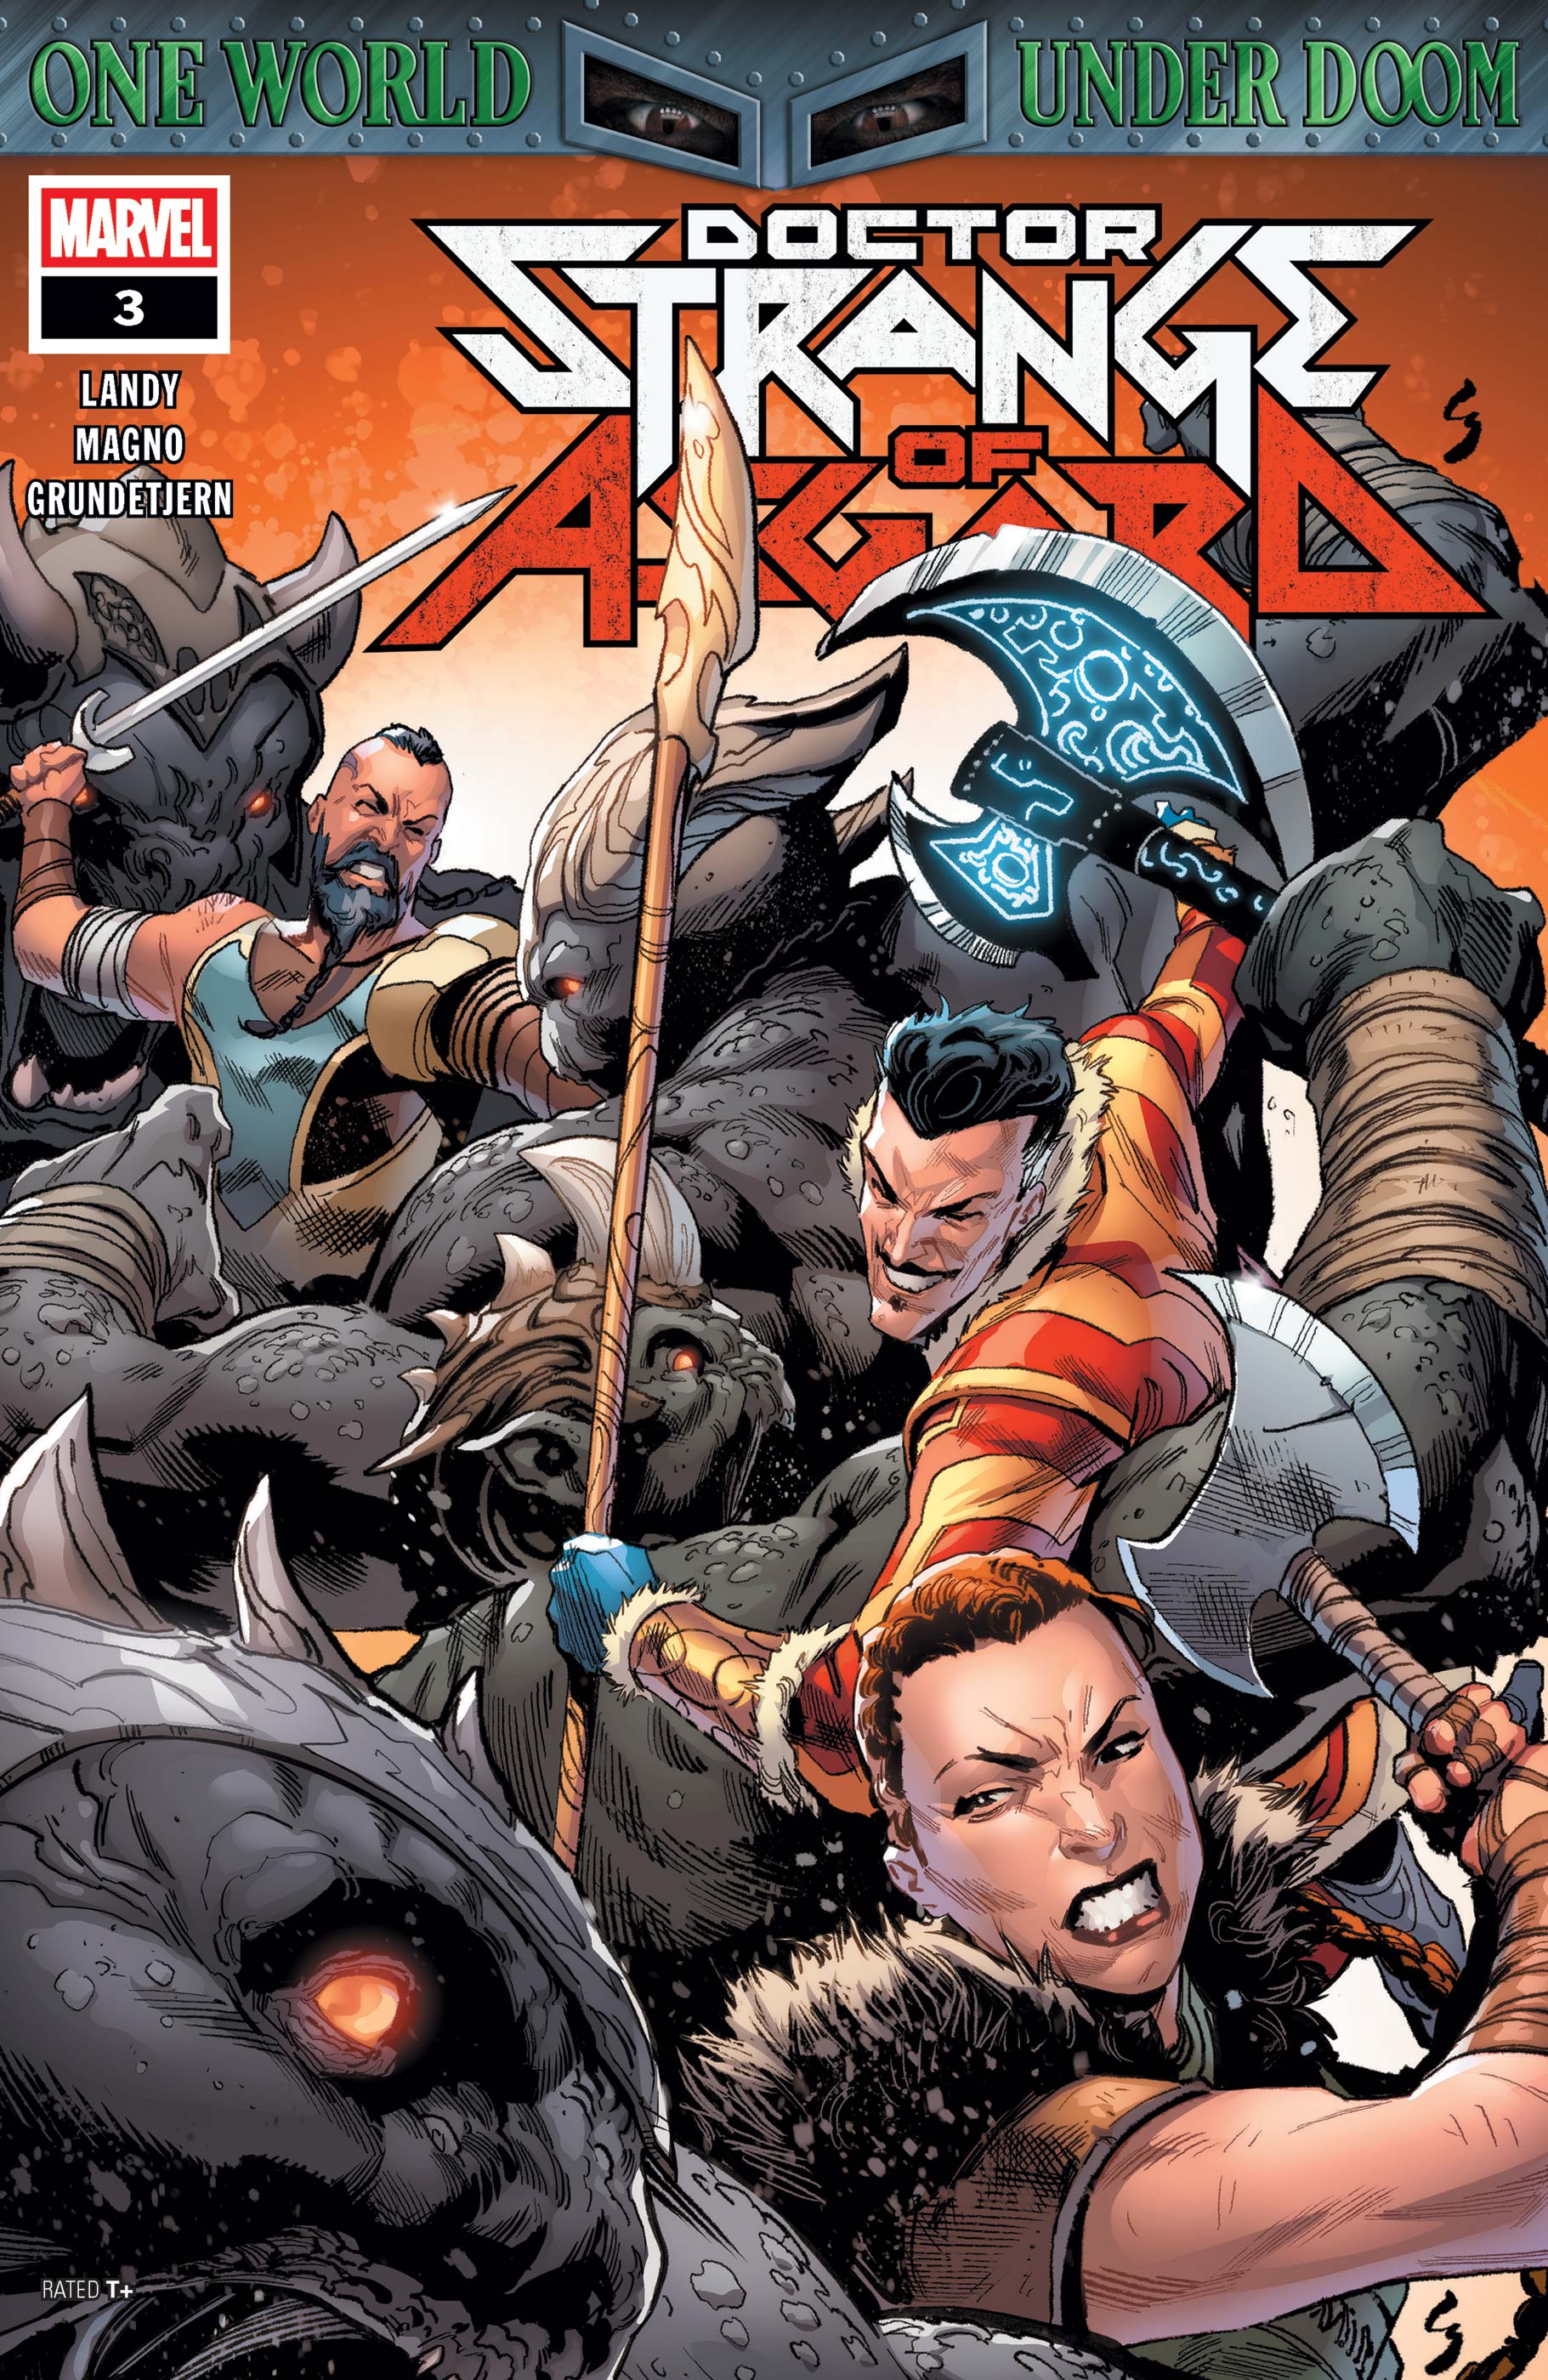 ONE WORLD UNDER DOOM
MARVEL
3
LANDY
MAGNO
GRUNDETJERN
DOCTOR
STRANGE
OF
ASGARD
RATED T+